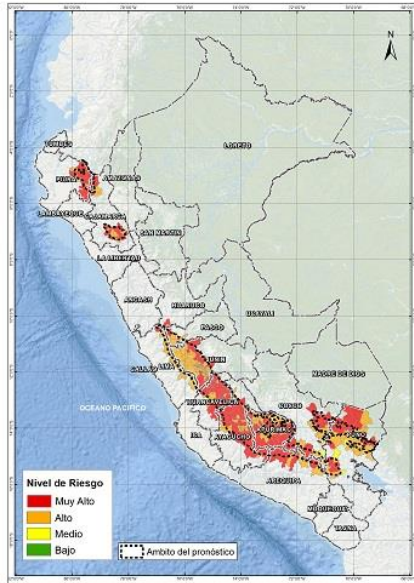 N
TUMBES
PIURA
AMAZONAS
LORETO
LAMBAYEQUE
CAJAMARCA
SAN MARTIN
LA LIBERTAD
ANCASH
HUANUCO
UCAYALI
PASCO
CALLAO
LIMA
JUNIN
MADRE DE DIOS
HUANCAVELICA
CUSCO
OCEANO PACIFICO
ICA
AYACUCHO
APURIMAC
PUNO
AREQUIPA
MOQUEGUA
TACNA
Nivel de Riesgo
Muy Alto
Alto
Medio
Bajo
Ámbito del pronóstico